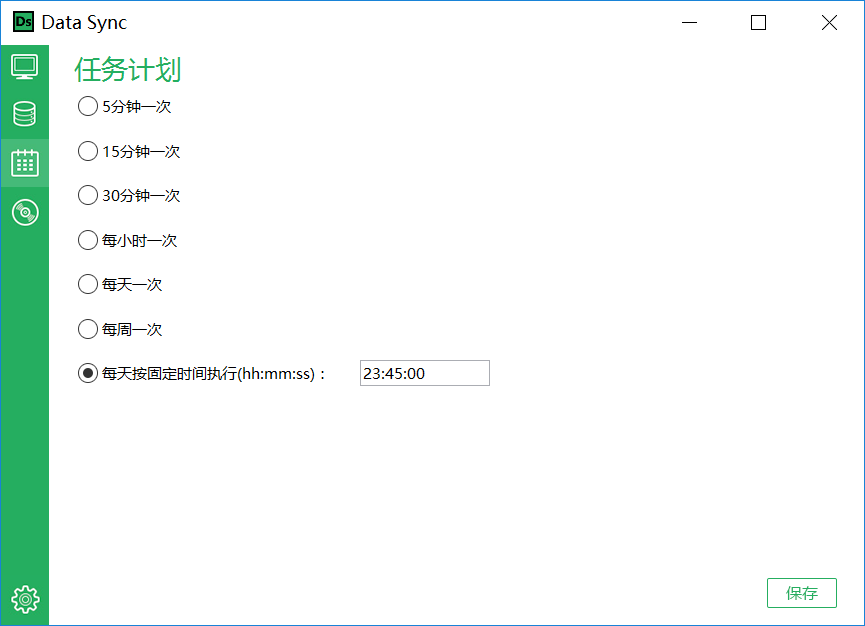 Ds Data Sync
任务计划
5分钟一次
15分钟一次
30分钟一次
每小时一次
每天一次
每周一次
每天按固定时间执行(hh:mm:ss)： 23:45:00
保存